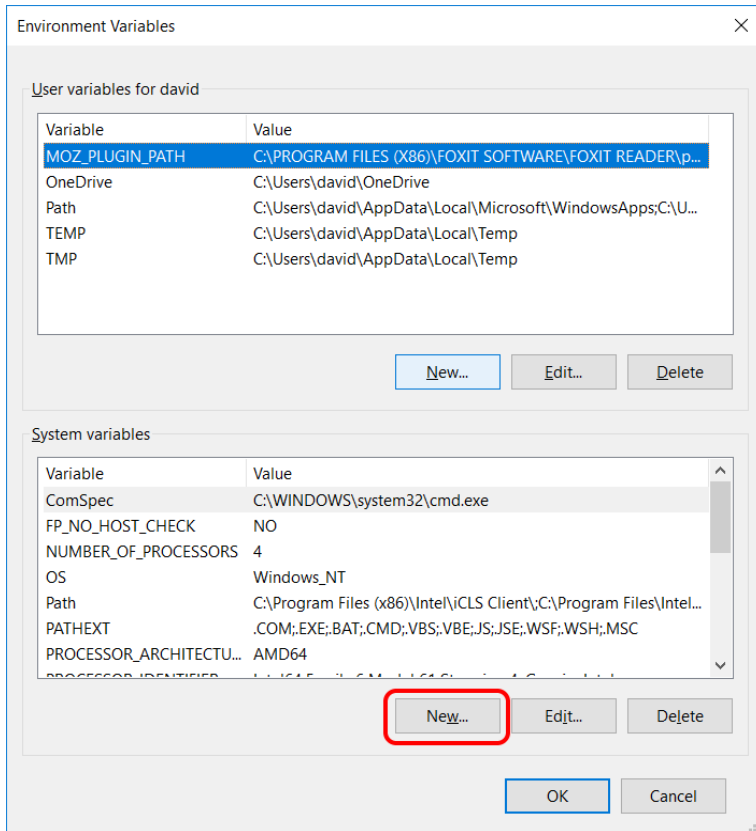 Environment Variables
User variables for david
Variable Value
MOZ_PLUGIN_PATH C:\PROGRAM FILES (X86)\FOXIT SOFTWARE\FOXIT READER\p...
OneDrive C:\Users\david\OneDrive
Path C:\Users\david\AppData\Local\Microsoft\WindowsApps;C:\U...
TEMP C:\Users\david\AppData\Local\Temp
TMP C:\Users\david\AppData\Local\Temp
New... Edit... Delete
System variables
Variable Value
ComSpec C:\WINDOWS\system32\cmd.exe
FP_NO_HOST_CHECK NO
NUMBER_OF_PROCESSORS 4
OS Windows_NT
Path C:\Program Files (x86)\Intel\iCLS Client\;C:\Program Files\Intel...
PATHEXT .COM;.EXE;.BAT;.CMD;.VBS;.VBE;.JS;.JSE;.WSF;.WSH;.MSC
PROCESSOR_ARCHITECTU... AMD64
New... Edit... Delete
OK Cancel